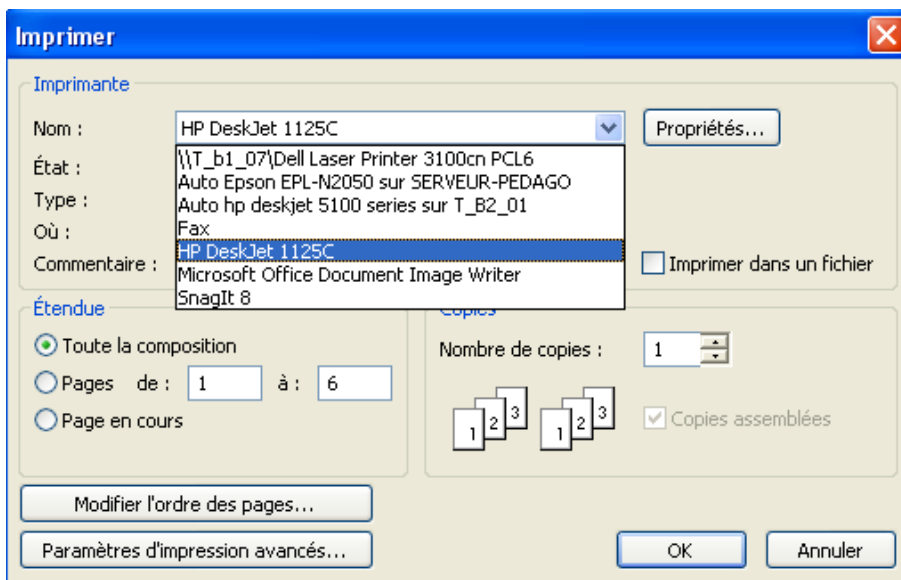 Imprimer
Imprimante
Nom :
HP DeskJet 1125C
Propriétés...
\\T_b1_07\Dell Laser Printer 3100cn PCL6
État :
Auto Epson EPL-N2050 sur SERVEUR-PEDAGO
Type :
Auto hp deskjet 5100 series sur T_B2_01
Où :
Fax
HP DeskJet 1125C
Commentaire :
Microsoft Office Document Image Writer
Imprimer dans un fichier
SnagIt 8
Étendue
Copies
Toute la composition
Pages de : 1 à : 6
Page en cours
Nombre de copies : 1
1 2 3 1 2 3
Copies assemblées
Modifier l'ordre des pages...
Paramètres d'impression avancés...
OK
Annuler